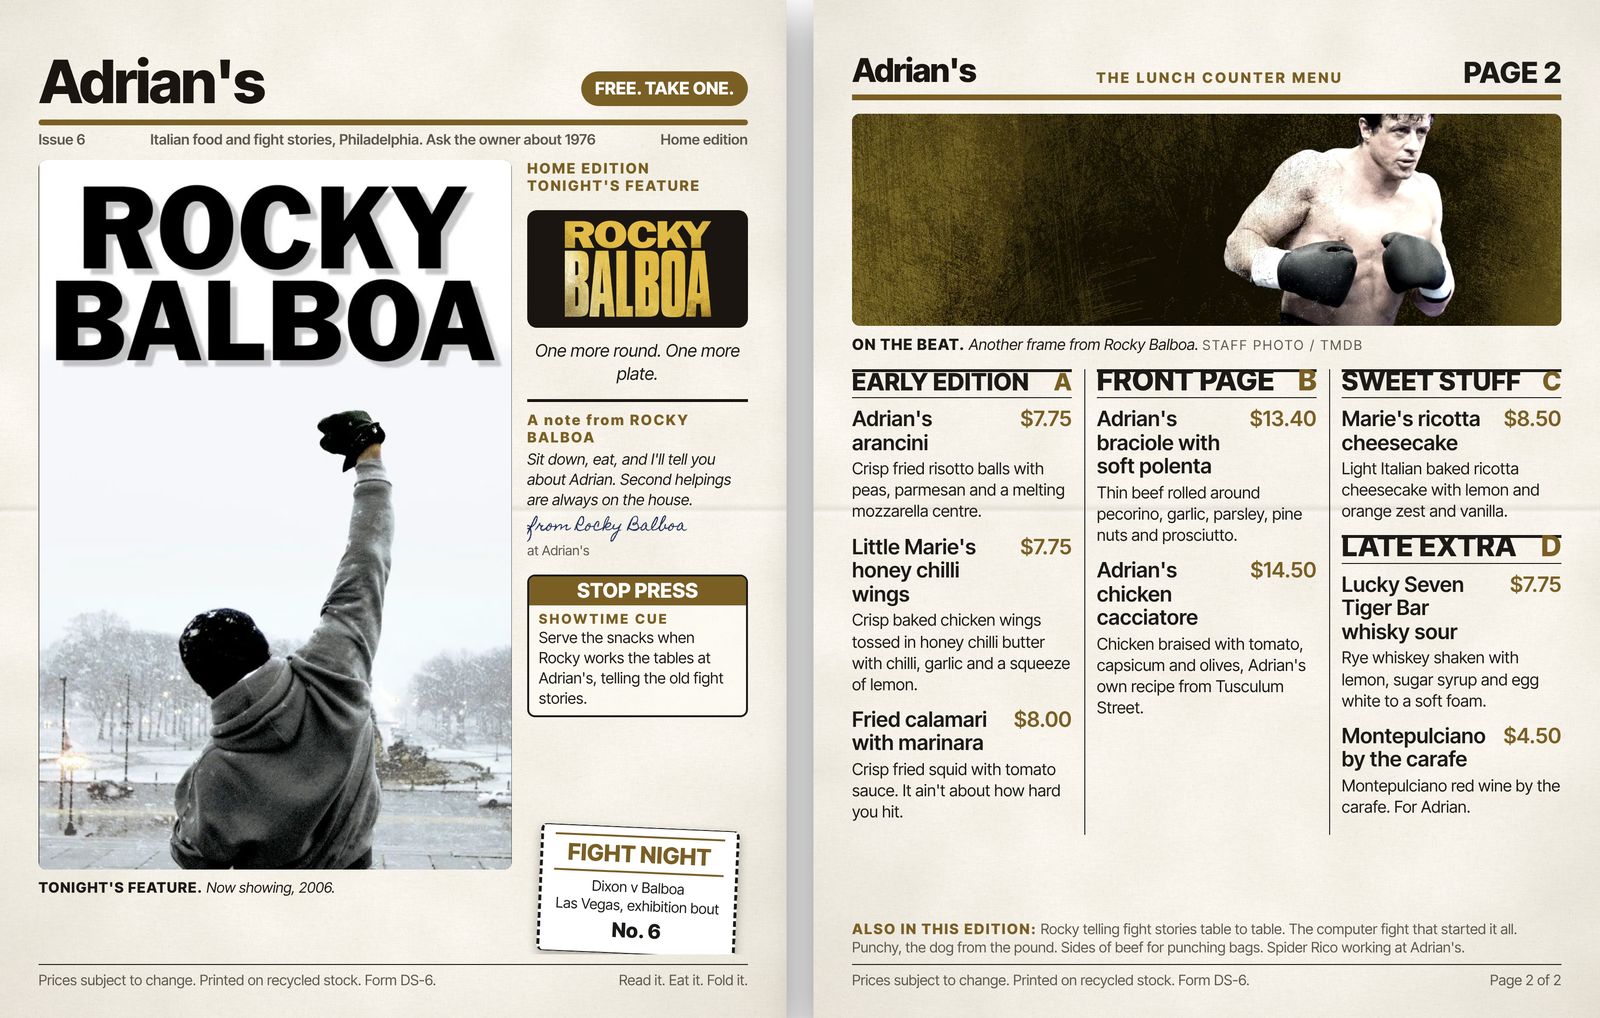 Adrian's
FREE. TAKE ONE.
Issue 6
Italian food and fight stories, Philadelphia. Ask the owner about 1976
Home edition
ROCKY
BALBOA
HOME EDITION
TONIGHT'S FEATURE
ROCKY
BALBOA
One more round. One more
plate.
A note from ROCKY
BALBOA
Sit down, eat, and I'll tell you
about Adrian. Second helpings
are always on the house.
from Rocky Balboa
at Adrian's
STOP PRESS
SHOWTIME CUE
Serve the snacks when
Rocky works the tables at
Adrian's, telling the old fight
stories.
TONIGHT'S FEATURE. Now showing, 2006.
FIGHT NIGHT
Dixon v Balboa
Las Vegas, exhibition bout
No. 6
Prices subject to change. Printed on recycled stock. Form DS-6.
Read it. Eat it. Fold it.
Adrian's
THE LUNCH COUNTER MENU
PAGE 2
ON THE BEAT. Another frame from Rocky Balboa. STAFF PHOTO / TMDB
EARLY EDITION A
Adrian's $7.75
arancini
Crisp fried risotto balls with
peas, parmesan and a melting
mozzarella centre.
Little Marie's $7.75
honey chilli
wings
Crisp baked chicken wings
tossed in honey chilli butter
with chilli, garlic and a squeeze
of lemon.
Fried calamari $8.00
with marinara
Crisp fried squid with tomato
sauce. It ain't about how hard
you hit.
FRONT PAGE B
Adrian's $13.40
braciole with
soft polenta
Thin beef rolled around
pecorino, garlic, parsley, pine
nuts and prosciutto.
Adrian's $14.50
chicken
cacciatore
Chicken braised with tomato,
capsicum and olives, Adrian's
own recipe from Tusculum
Street.
SWEET STUFF C
Marie's ricotta $8.50
cheesecake
Light Italian baked ricotta
cheesecake with lemon and
orange zest and vanilla.
LATE EXTRA D
Lucky Seven $7.75
Tiger Bar
whisky sour
Rye whiskey shaken with
lemon, sugar syrup and egg
white to a soft foam.
Montepulciano $4.50
by the carafe
Montepulciano red wine by the
carafe. For Adrian.
ALSO IN THIS EDITION: Rocky telling fight stories table to table. The computer fight that started it all.
Punchy, the dog from the pound. Sides of beef for punching bags. Spider Rico working at Adrian's.
Prices subject to change. Printed on recycled stock. Form DS-6.
Page 2 of 2